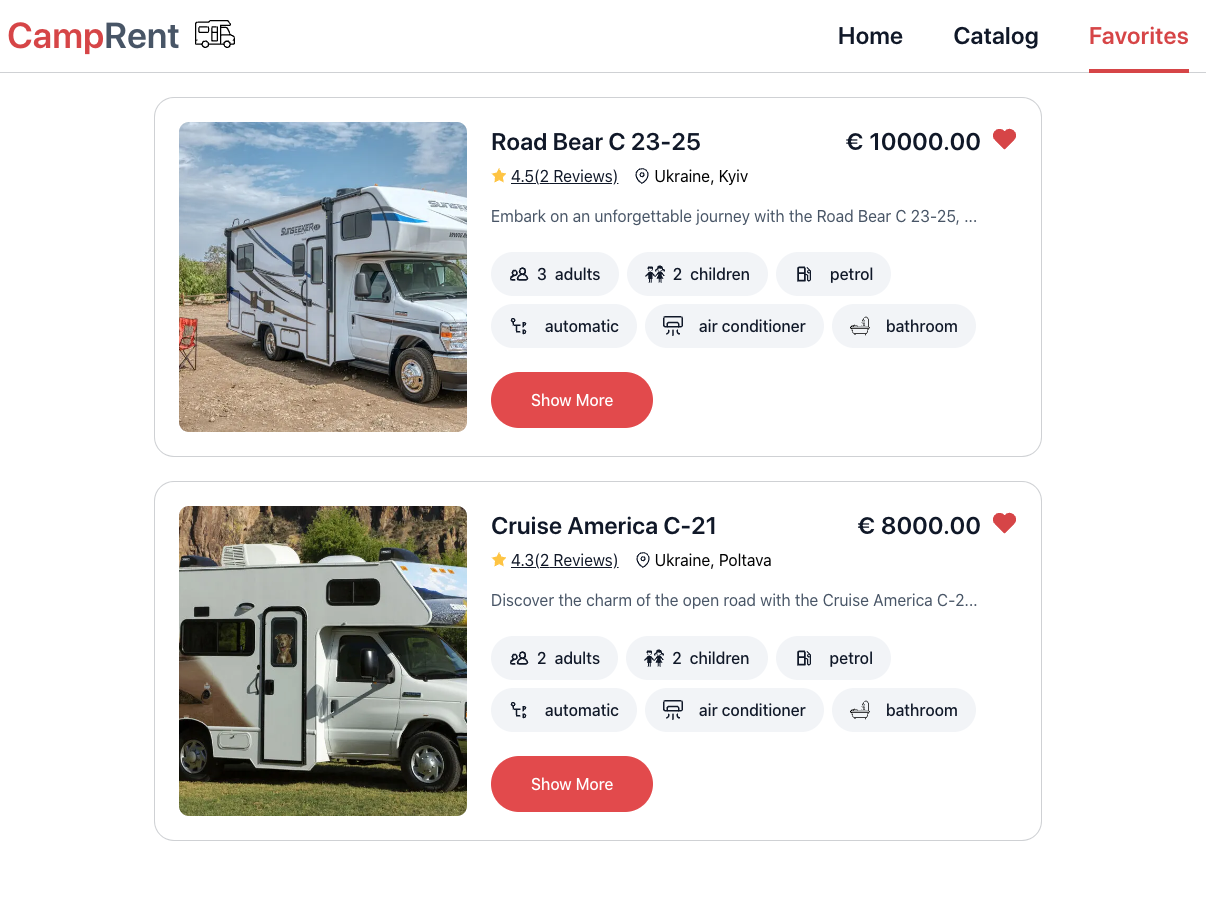 CampRent
Home Catalog Favorites
Road Bear C 23-25 € 10000.00
4.5(2 Reviews) Ukraine, Kyiv
Embark on an unforgettable journey with the Road Bear C 23-25, ...
3 adults 2 children petrol
automatic air conditioner bathroom
Show More
SUNSEEKER
Cruise America C-21 € 8000.00
4.3(2 Reviews) Ukraine, Poltava
Discover the charm of the open road with the Cruise America C-2...
2 adults 2 children petrol
automatic air conditioner bathroom
Show More